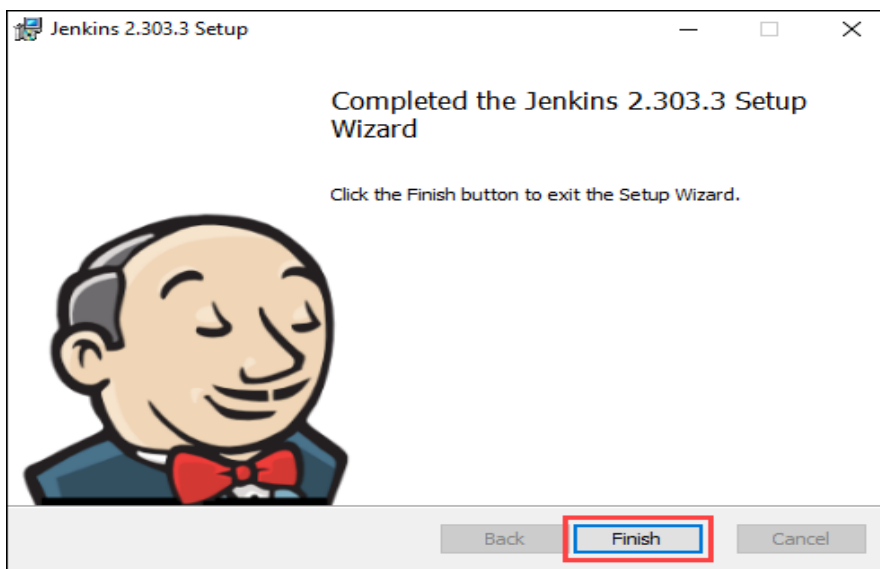 Jenkins 2.303.3 Setup
Completed the Jenkins 2.303.3 Setup
Wizard
Click the Finish button to exit the Setup Wizard.
Back
Finish
Cancel